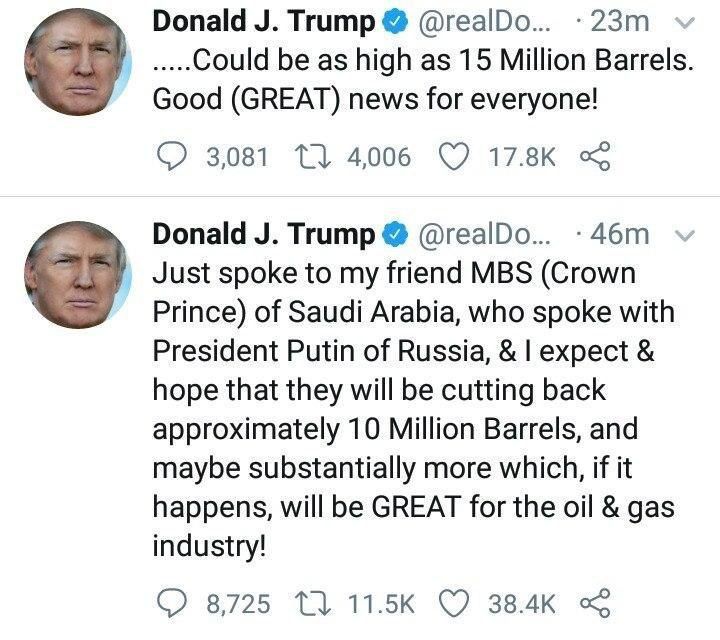 Donald J. Trump @realDo... · 23m
.....Could be as high as 15 Million Barrels.
Good (GREAT) news for everyone!
3,081 4,006 17.8K
Donald J. Trump @realDo... · 46m
Just spoke to my friend MBS (Crown
Prince) of Saudi Arabia, who spoke with
President Putin of Russia, & I expect &
hope that they will be cutting back
approximately 10 Million Barrels, and
maybe substantially more which, if it
happens, will be GREAT for the oil & gas
industry!
8,725 11.5K 38.4K